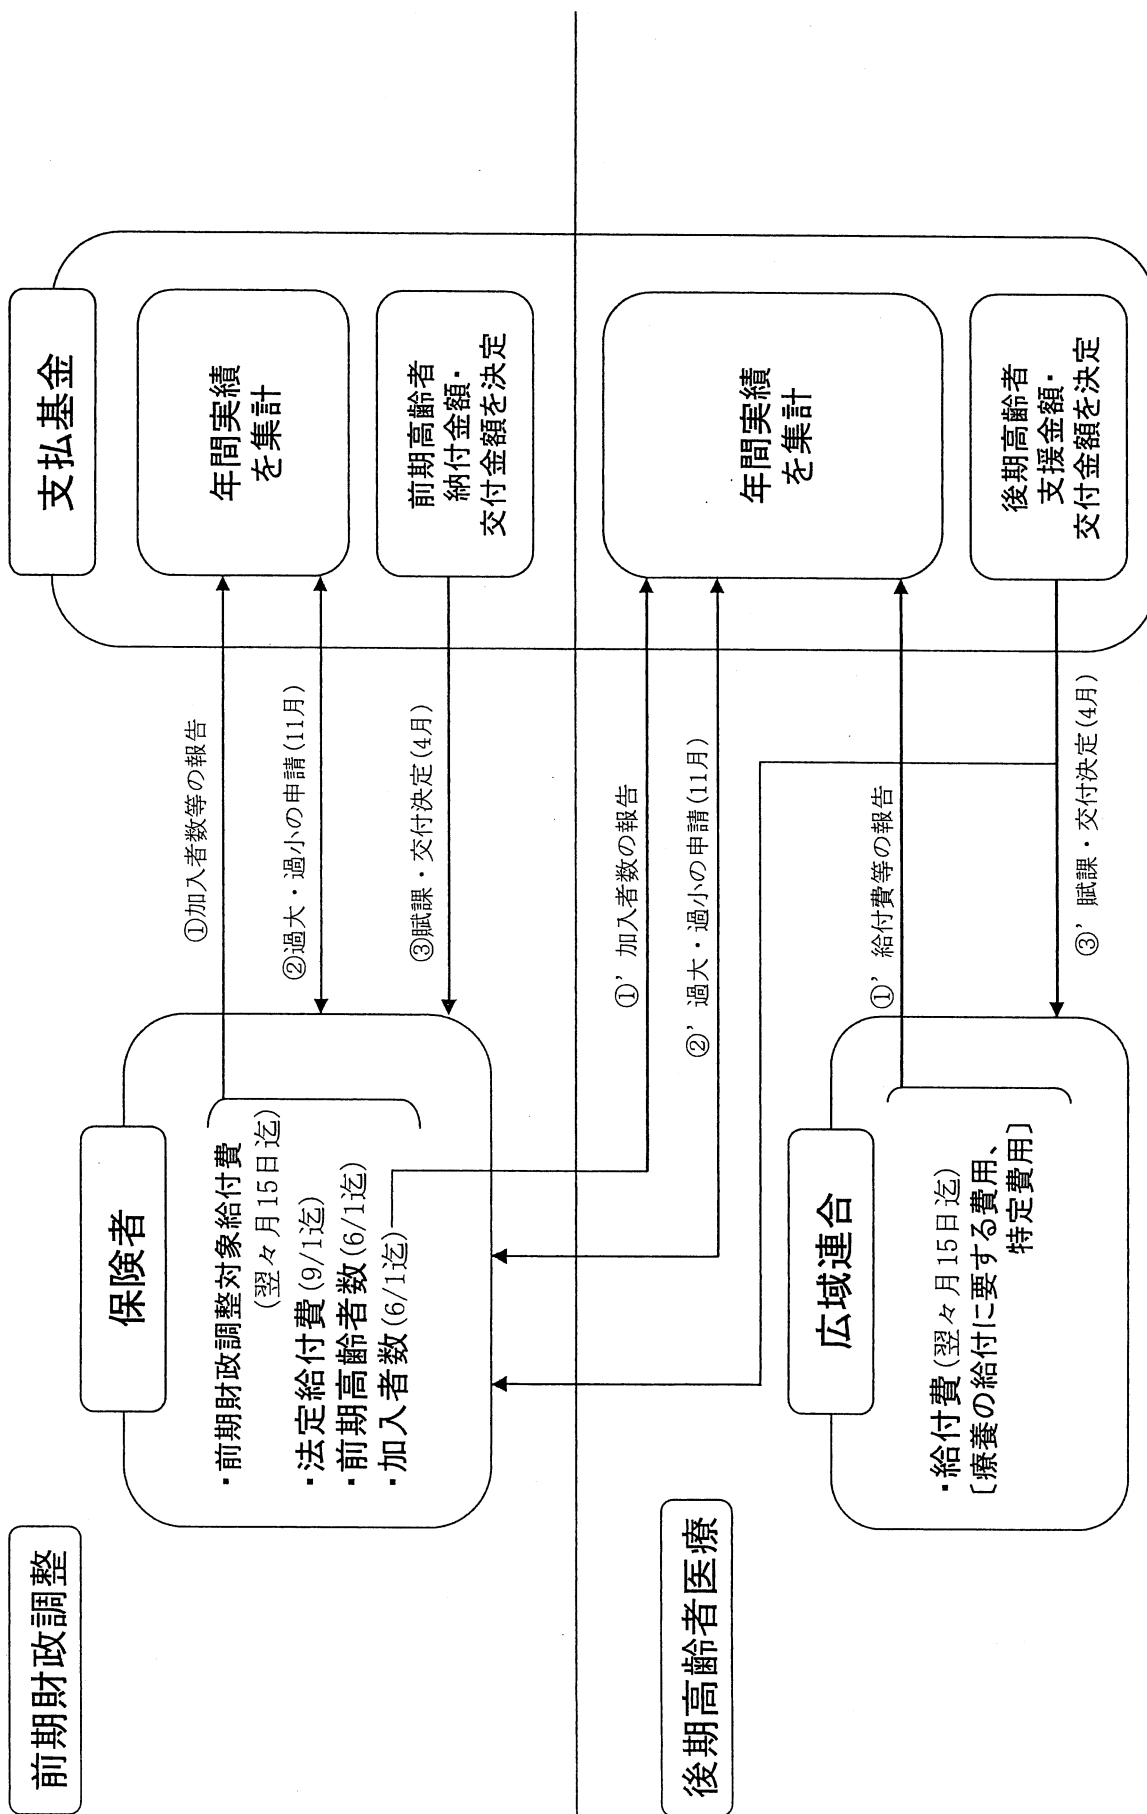 前期財政調整
保険者
・前期財政調整対象給付費
(翌々月15日迄)
・法定給付費(9/1迄)
・前期高齢者数(6/1迄)
・加入者数(6/1迄)
①加入者数等の報告
②過大・過小の申請(11月)
③賦課・交付決定(4月)
支払基金
年間実績
を集計
前期高齢者
納付金額・
交付金額を決定
後期高齢者医療
広域連合
・給付費(翌々月15日迄)
〔療養の給付に要する費用、
特定費用〕
①’ 加入者数の報告
②’ 過大・過小の申請(11月)
①’ 給付費等の報告
③’ 賦課・交付決定(4月)
年間実績
を集計
後期高齢者
支援金額・
交付金額を決定